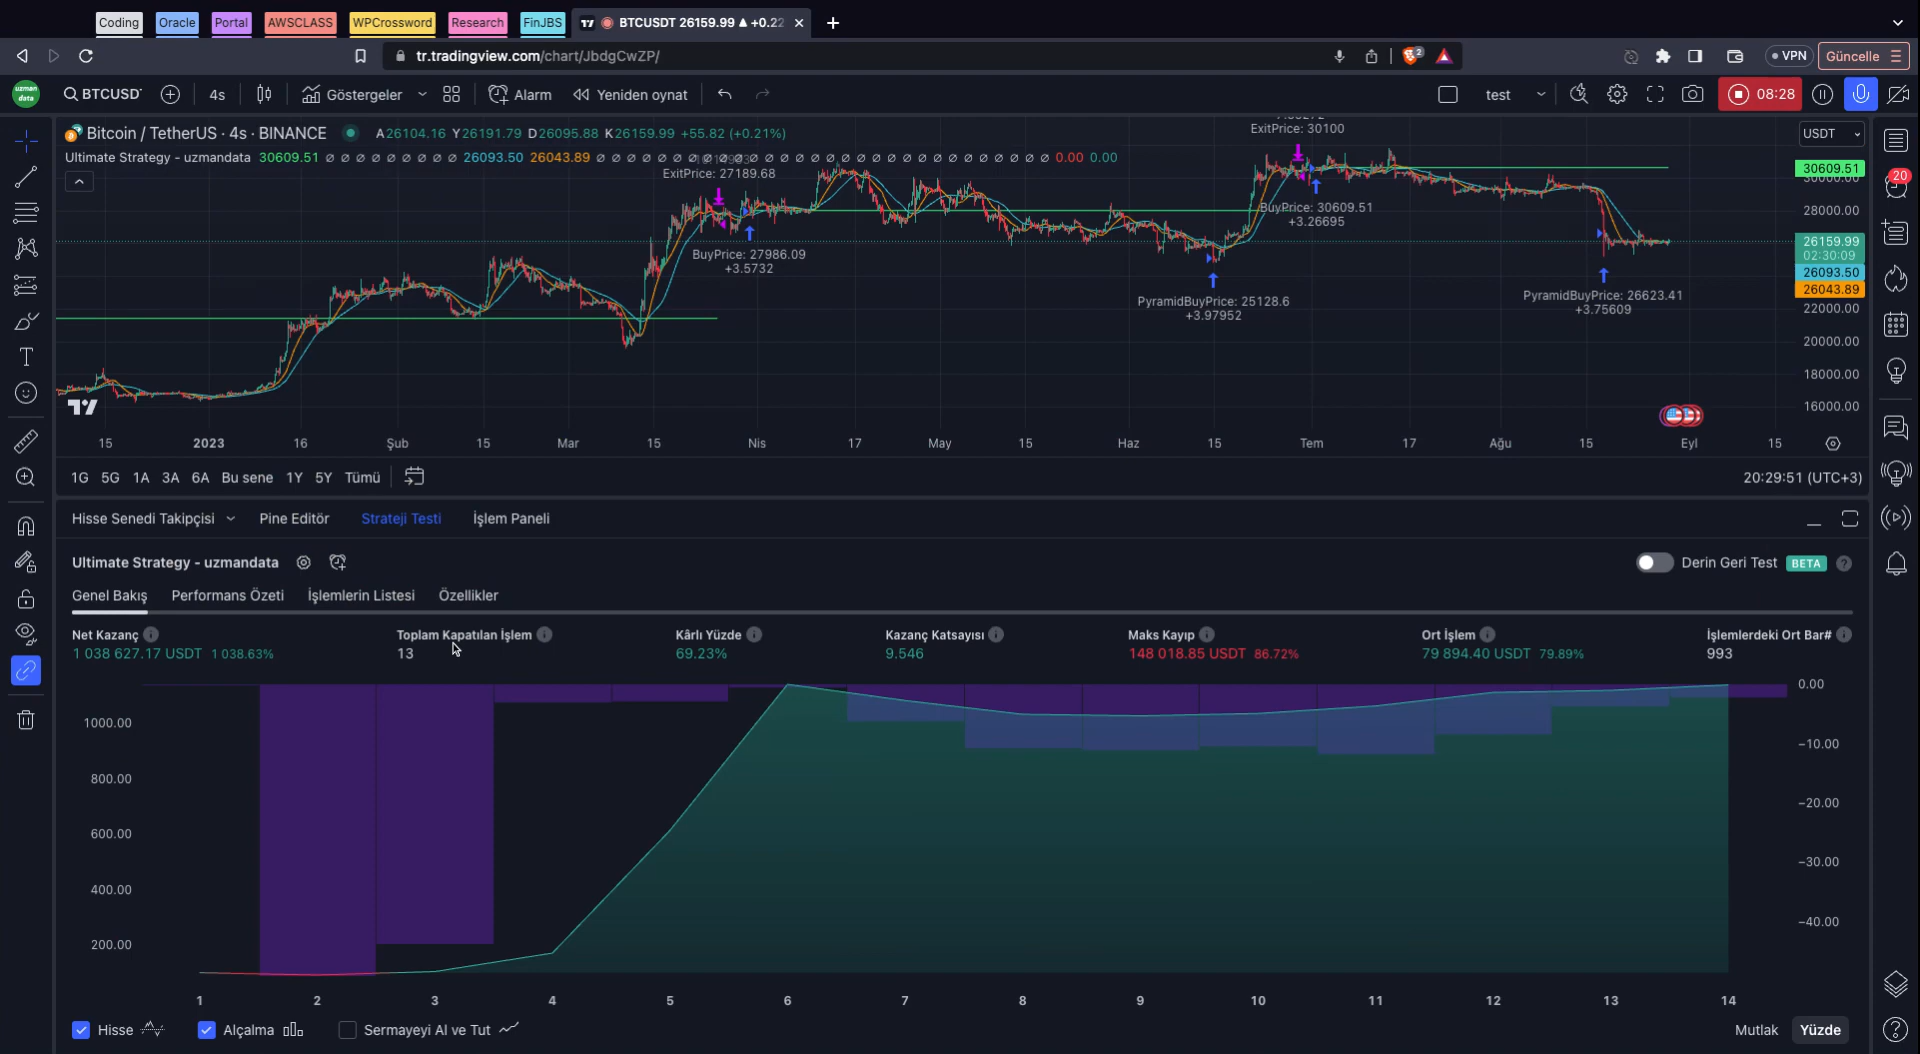 Coding Oracle Portal AWSCLASS WPCrossword Research FinJBS BTCUSDT 26159.99 ▲ +0.22
tr.tradingview.com/chart/JbdgCwZP/ 2 VPN Güncelle
uzman data BTCUSD 4s Göstergeler Alarm Yeniden oynat test 08:28
Bitcoin / TetherUS · 4s · BINANCE A26104.16 Y26191.79 D26095.88 K26159.99 +55.82 (+0.21%) USDT
Ultimate Strategy - uzmandata 30609.51 ∅ ∅ ∅ ∅ ∅ ∅ ∅ ∅ ∅ 26093.50 26043.89 0.00 0.00
ExitPrice: 30100
ExitPrice: 27189.68
BuyPrice: 27986.09
+3.5732
PyramidBuyPrice: 25128.6
+3.97952
BuyPrice: 30609.51
+3.26695
PyramidBuyPrice: 26623.41
+3.75609
30609.51
30000.00
28000.00
26159.99
02:30:09
26093.50
26043.89
22000.00
20000.00
18000.00
16000.00
20
15 2023 16 Şub 15 Mar 15 Nis 17 May 15 Haz 15 Tem 17 Ağu 15 Eyl 15
1G 5G 1A 3A 6A Bu sene 1Y 5Y Tümü 20:29:51 (UTC+3)
Hisse Senedi Takipçisi Pine Editör Strateji Testi İşlem Paneli
Ultimate Strategy - uzmandata Derin Geri Test BETA
Genel Bakış Performans Özeti İşlemlerin Listesi Özellikler
Net Kazanç Toplam Kapatılan İşlem Kârlı Yüzde Kazanç Katsayısı Maks Kayıp Ort İşlem İşlemlerdeki Ort Bar#
1 038 627.17 USDT 1 038.63% 13 69.23% 9.546 148 018.85 USDT 86.72% 79 894.40 USDT 79.89% 993
1000.00
800.00
600.00
400.00
200.00
0.00
−10.00
−20.00
−30.00
−40.00
1 2 3 4 5 6 7 8 9 10 11 12 13 14
Hisse Alçalma Sermayeyi Al ve Tut Mutlak Yüzde